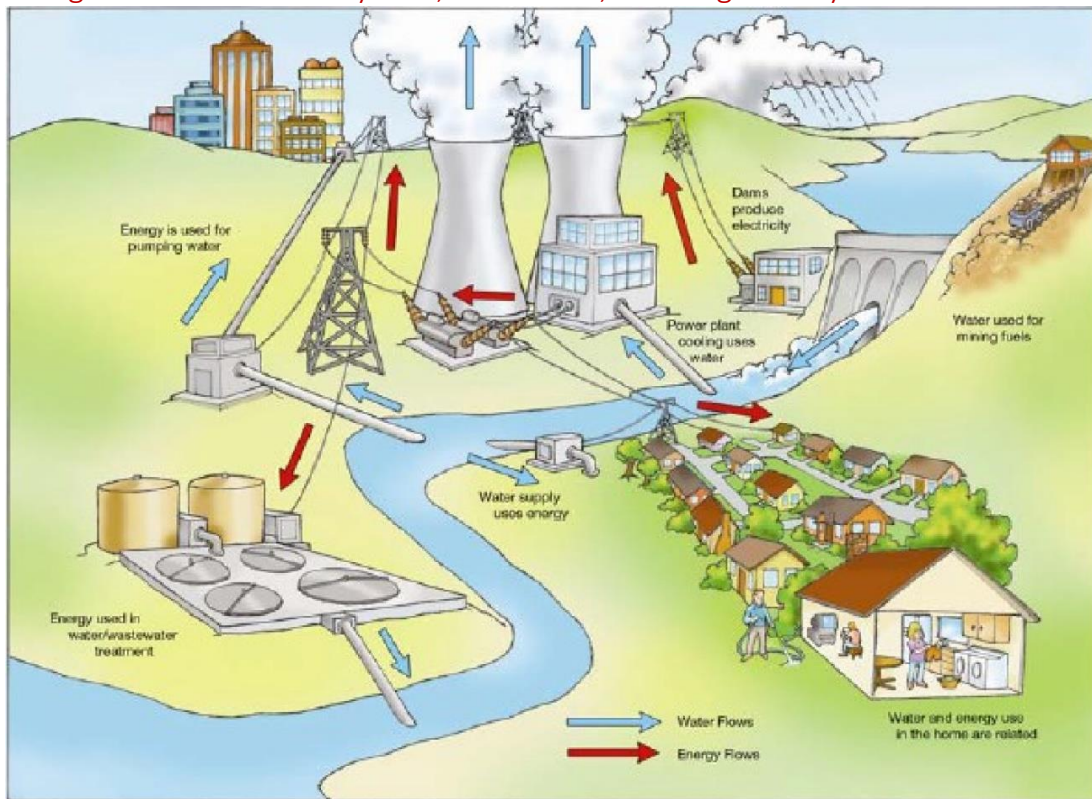 Energy is used for
pumping water
Dams
produce
electricity
Power plant
cooling uses
water
Water used for
mining fuels
Water supply
uses energy
Energy used in
water/wastewater
treatment
Water Flows
Energy Flows
Water and energy use
in the home are related